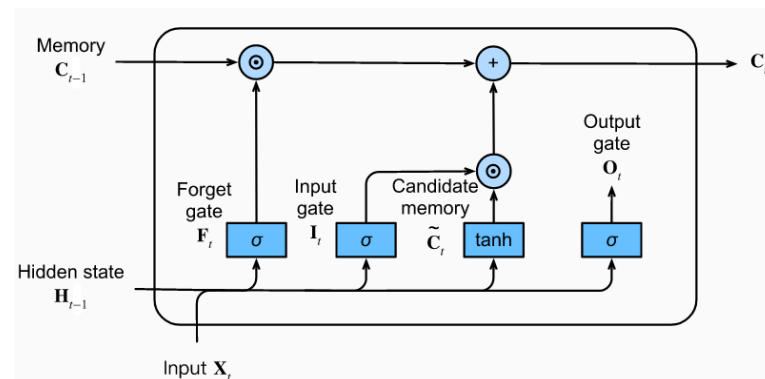 Memory
C_{t−1}
⊙
+
C_t
Output
gate
O_t
⊙
Forget
gate
F_t
σ
Input
gate
I_t
σ
Candidate
memory
C̃_t
tanh
σ
Hidden state
H_{t−1}
Input X_t